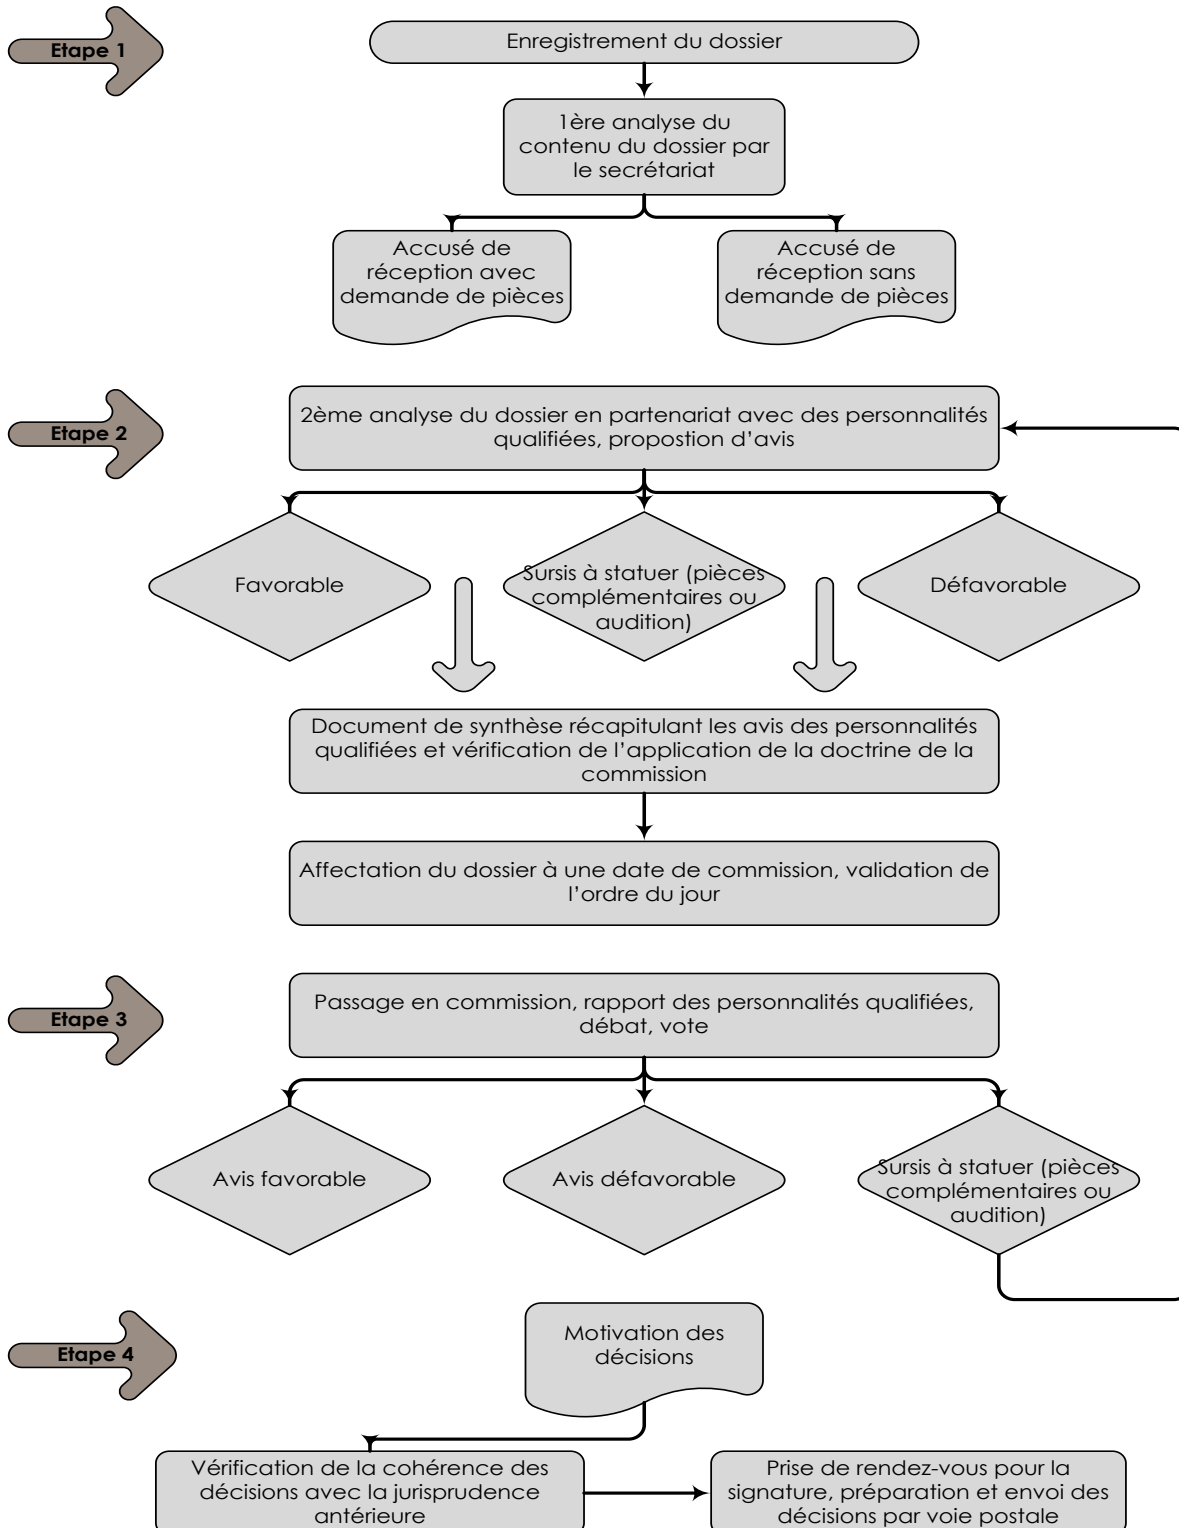 Etape 1
Enregistrement du dossier
1ère analyse du
contenu du dossier par
le secrétariat
Accusé de
réception avec
demande de pièces
Accusé de
réception sans
demande de pièces
Etape 2
2ème analyse du dossier en partenariat avec des personnalités
qualifiées, propostion d’avis
Favorable
Sursis à statuer (pièces
complémentaires ou
audition)
Défavorable
Document de synthèse récapitulant les avis des personnalités
qualifiées et vérification de l’application de la doctrine de la
commission
Affectation du dossier à une date de commission, validation de
l’ordre du jour
Etape 3
Passage en commission, rapport des personnalités qualifiées,
débat, vote
Avis favorable
Avis défavorable
Sursis à statuer (pièces
complémentaires ou
audition)
Etape 4
Motivation des
décisions
Vérification de la cohérence des
décisions avec la jurisprudence
antérieure
Prise de rendez-vous pour la
signature, préparation et envoi des
décisions par voie postale